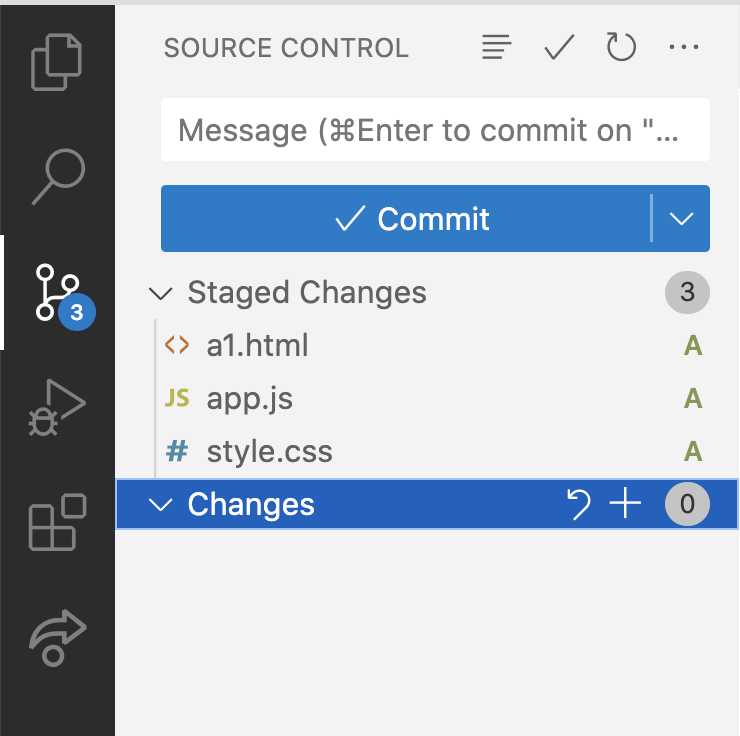 SOURCE CONTROL
Message (⌘Enter to commit on "...
Commit
3
Staged Changes 3
<> a1.html A
JS app.js A
# style.css A
Changes 0